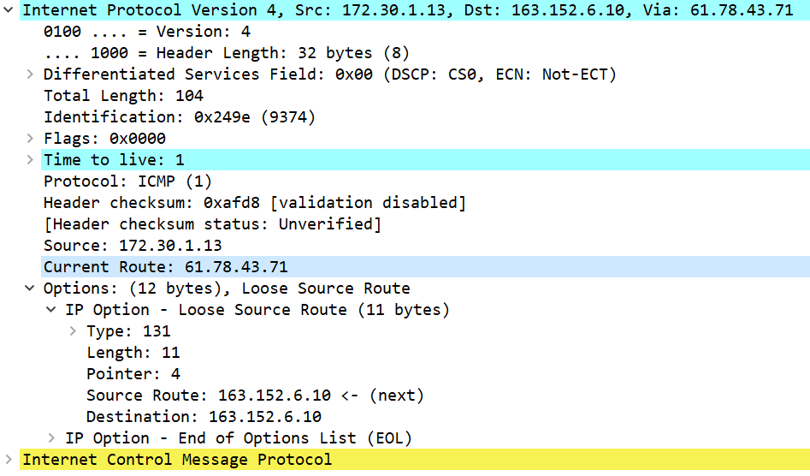 Internet Protocol Version 4, Src: 172.30.1.13, Dst: 163.152.6.10, Via: 61.78.43.71
0100 .... = Version: 4
.... 1000 = Header Length: 32 bytes (8)
Differentiated Services Field: 0x00 (DSCP: CS0, ECN: Not-ECT)
Total Length: 104
Identification: 0x249e (9374)
Flags: 0x0000
Time to live: 1
Protocol: ICMP (1)
Header checksum: 0xafd8 [validation disabled]
[Header checksum status: Unverified]
Source: 172.30.1.13
Current Route: 61.78.43.71
Options: (12 bytes), Loose Source Route
IP Option - Loose Source Route (11 bytes)
Type: 131
Length: 11
Pointer: 4
Source Route: 163.152.6.10 <- (next)
Destination: 163.152.6.10
IP Option - End of Options List (EOL)
Internet Control Message Protocol